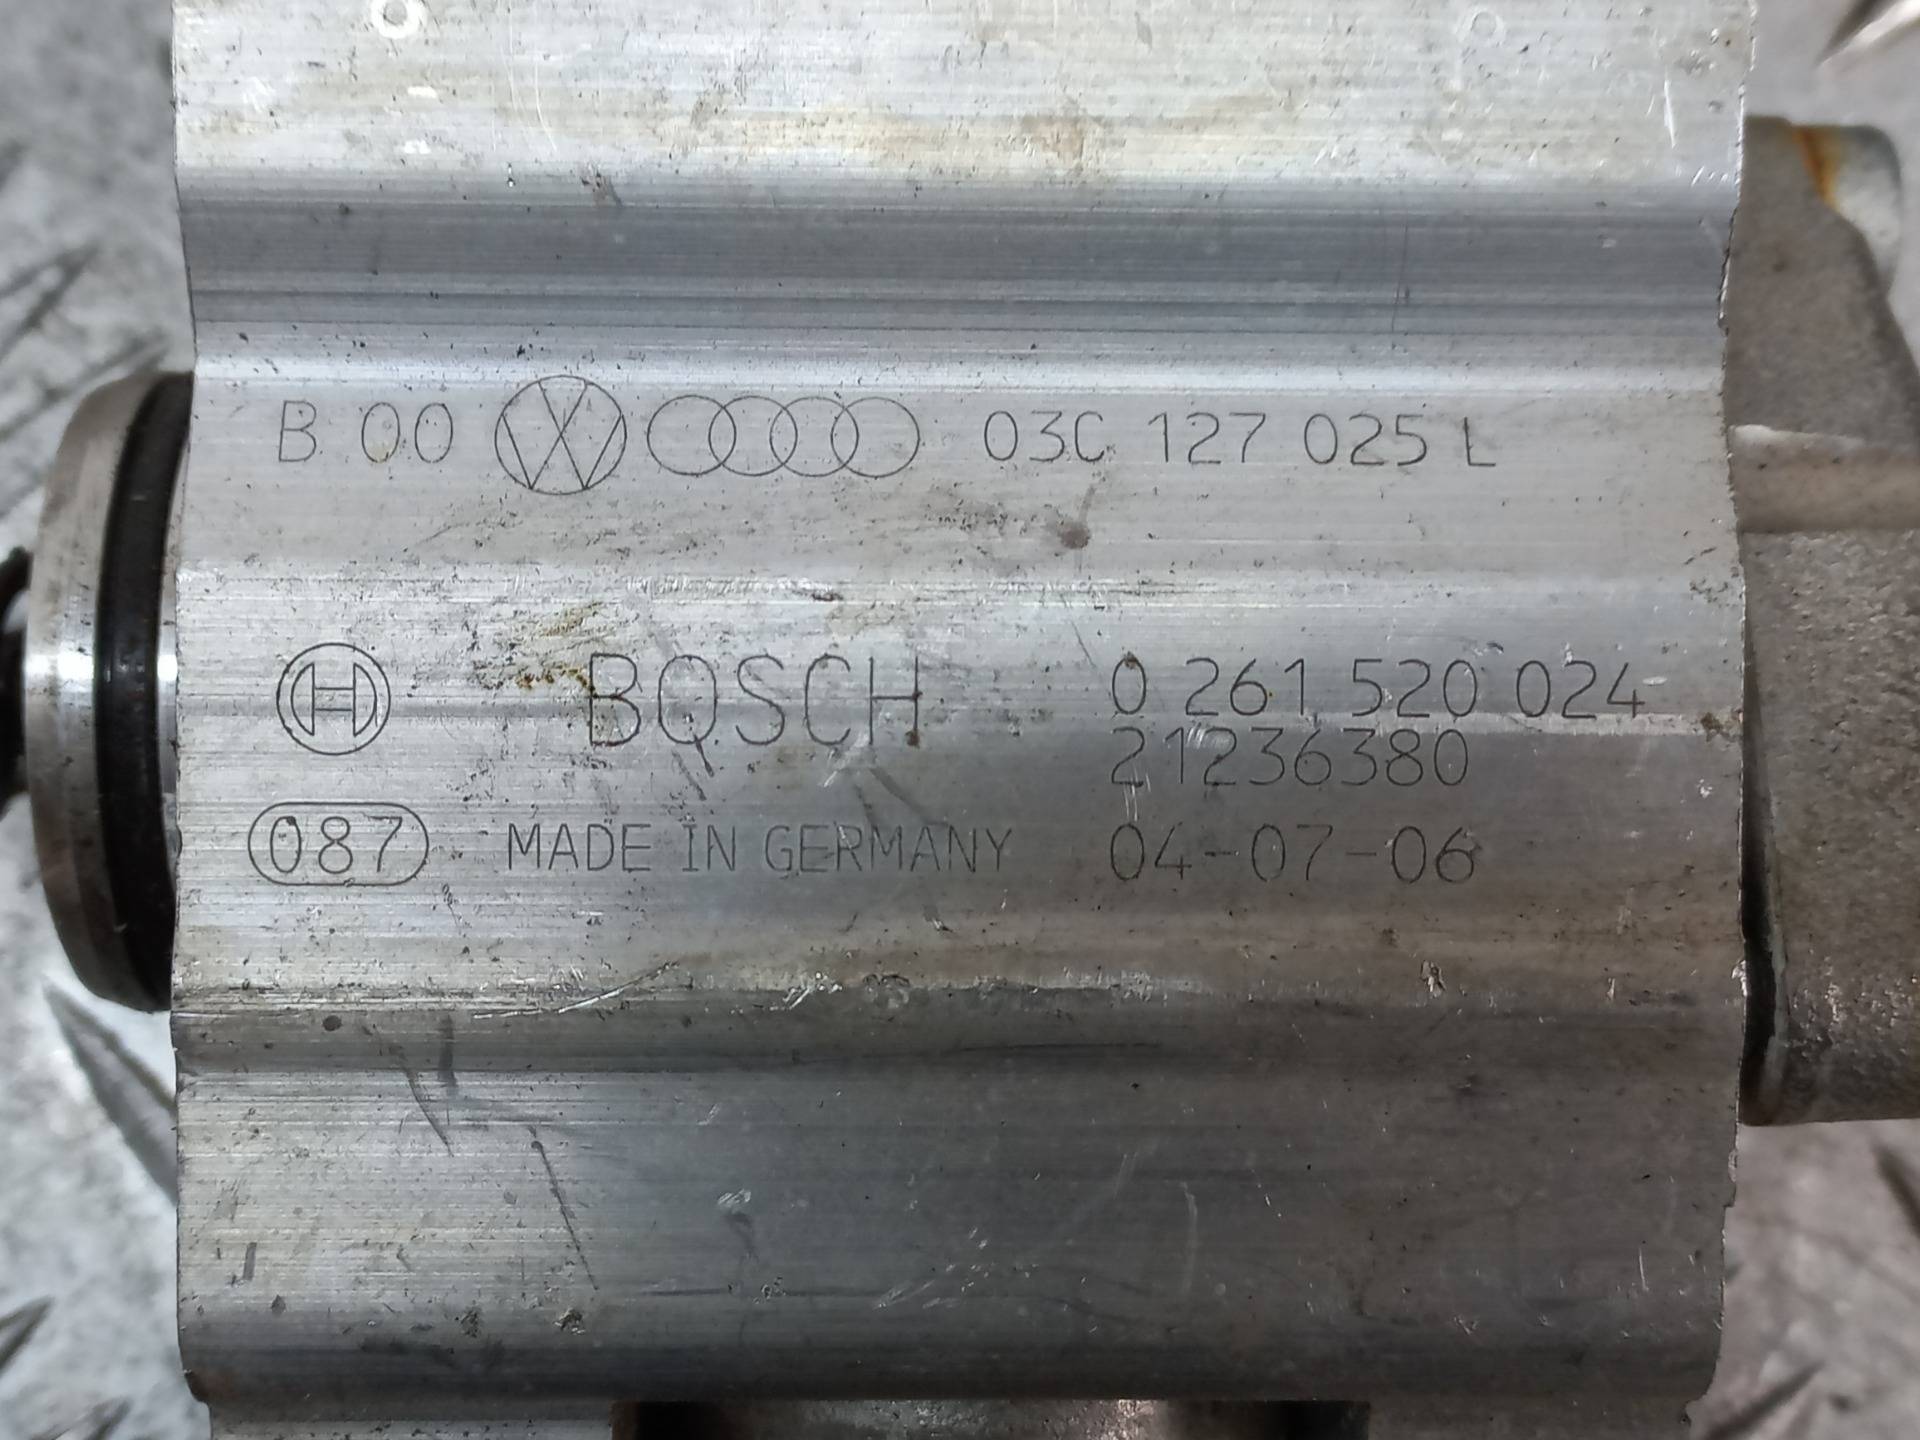 B 00 03C 127 025 L
BOSCH 0 261 520 024
21236380
087 MADE IN GERMANY 04-07-06